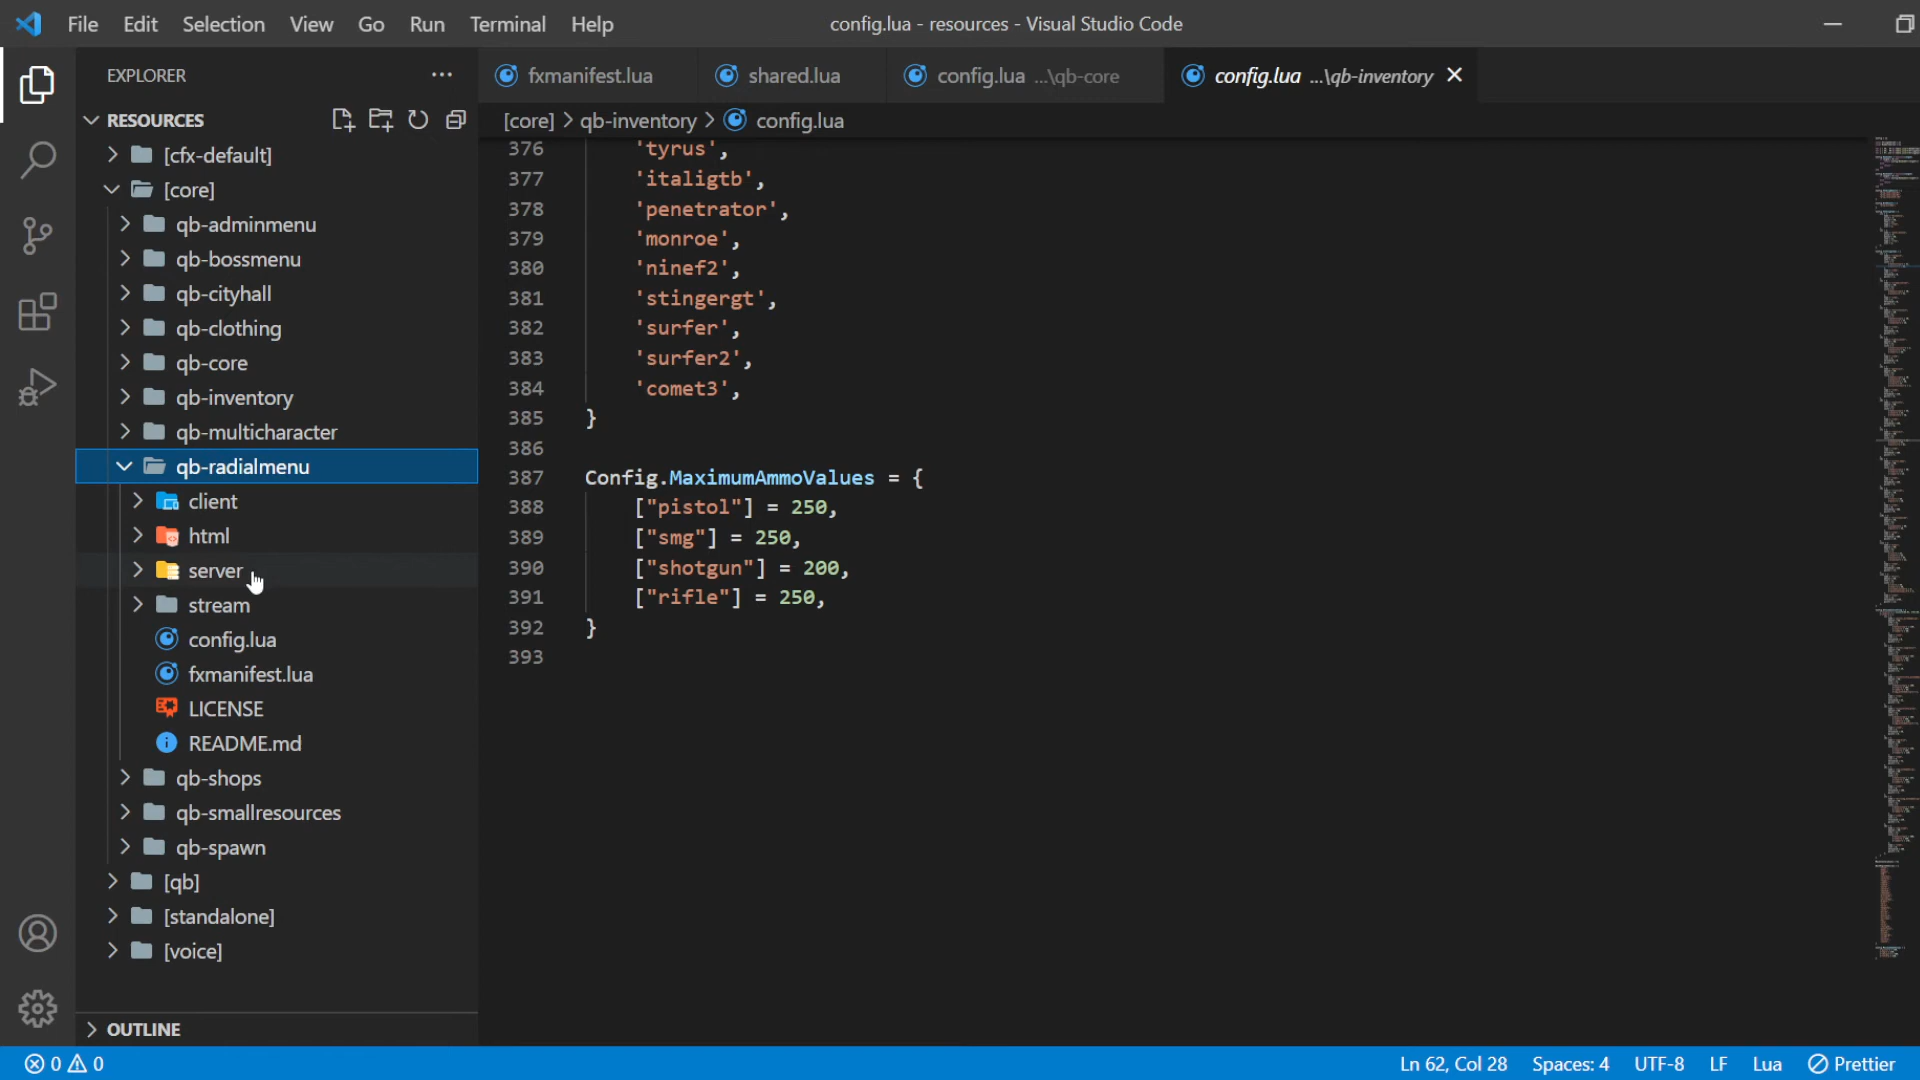 File Edit Selection View Go Run Terminal Help
config.lua - resources - Visual Studio Code
EXPLORER
RESOURCES
[cfx-default]
[core]
qb-adminmenu
qb-bossmenu
qb-cityhall
qb-clothing
qb-core
qb-inventory
qb-multicharacter
qb-radialmenu
client
html
server
stream
config.lua
fxmanifest.lua
LICENSE
README.md
qb-shops
qb-smallresources
qb-spawn
[qb]
[standalone]
[voice]
OUTLINE
fxmanifest.lua shared.lua config.lua ...\qb-core config.lua ...\qb-inventory
[core] > qb-inventory > config.lua
376 'tyrus',
377 'italigtb',
378 'penetrator',
379 'monroe',
380 'ninef2',
381 'stingergt',
382 'surfer',
383 'surfer2',
384 'comet3',
385 }
386
387 Config.MaximumAmmoValues = {
388 ["pistol"] = 250,
389 ["smg"] = 250,
390 ["shotgun"] = 200,
391 ["rifle"] = 250,
392 }
393
0 0 Ln 62, Col 28 Spaces: 4 UTF-8 LF Lua Prettier